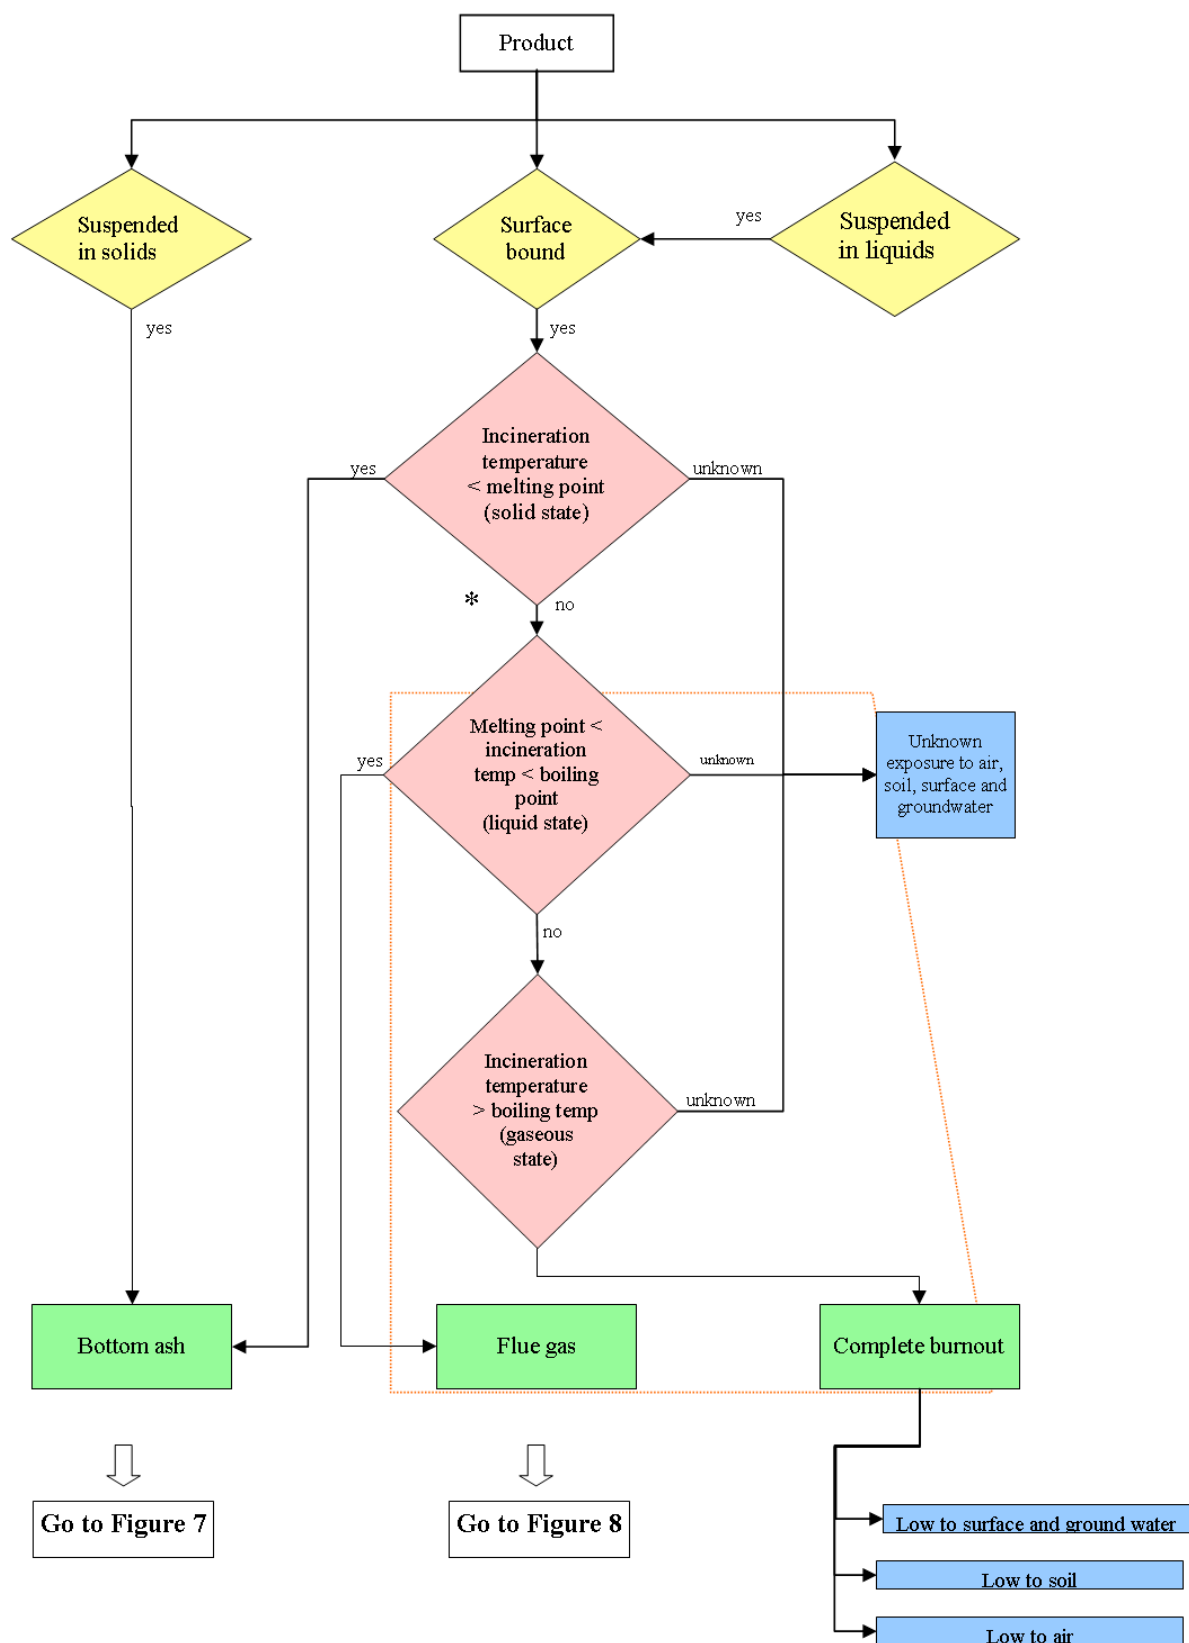 Product
Suspended
in solids
Surface
bound
yes
Suspended
in liquids
yes
yes
Incineration
temperature
< melting point
(solid state)
yes
unknown
*
no
Melting point <
incineration
temp < boiling
point
(liquid state)
yes
unknown
Unknown
exposure to air,
soil, surface and
groundwater
no
Incineration
temperature
> boiling temp
(gaseous
state)
unknown
Bottom ash
Flue gas
Complete burnout
Go to Figure 7
Go to Figure 8
Low to surface and ground water
Low to soil
Low to air